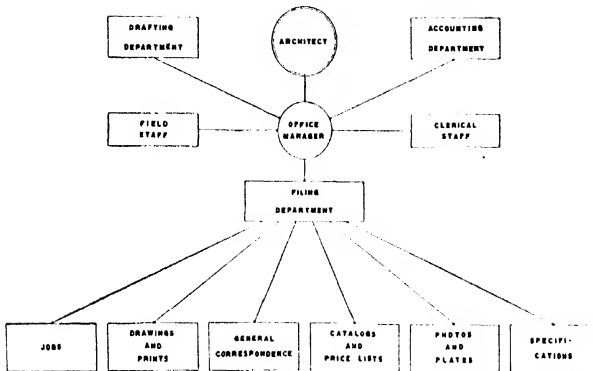 DRAFTING
DEPARTMENT
ARCHITECT
ACCOUNTING
DEPARTMENT
FIELD
STAFF
OFFICE
MANAGER
CLERICAL
STAFF
FILING
DEPARTMENT
JOBS
DRAWINGS
AND
PRINTS
GENERAL
CORRESPONDENCE
CATALOGS
AND
PRICE LISTS
PHOTOS
AND
PLATES
SPECIFI-
CATIONS